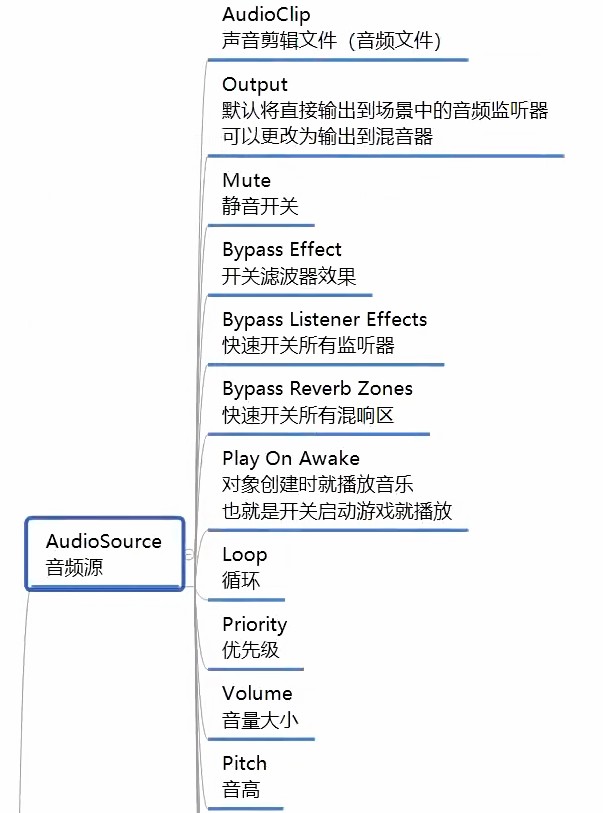 AudioClip
声音剪辑文件（音频文件）
Output
默认将直接输出到场景中的音频监听器
可以更改为输出到混音器
Mute
静音开关
Bypass Effect
开关滤波器效果
Bypass Listener Effects
快速开关所有监听器
Bypass Reverb Zones
快速开关所有混响区
Play On Awake
对象创建时就播放音乐
也就是开关启动游戏就播放
AudioSource
音频源
Loop
循环
Priority
优先级
Volume
音量大小
Pitch
音高